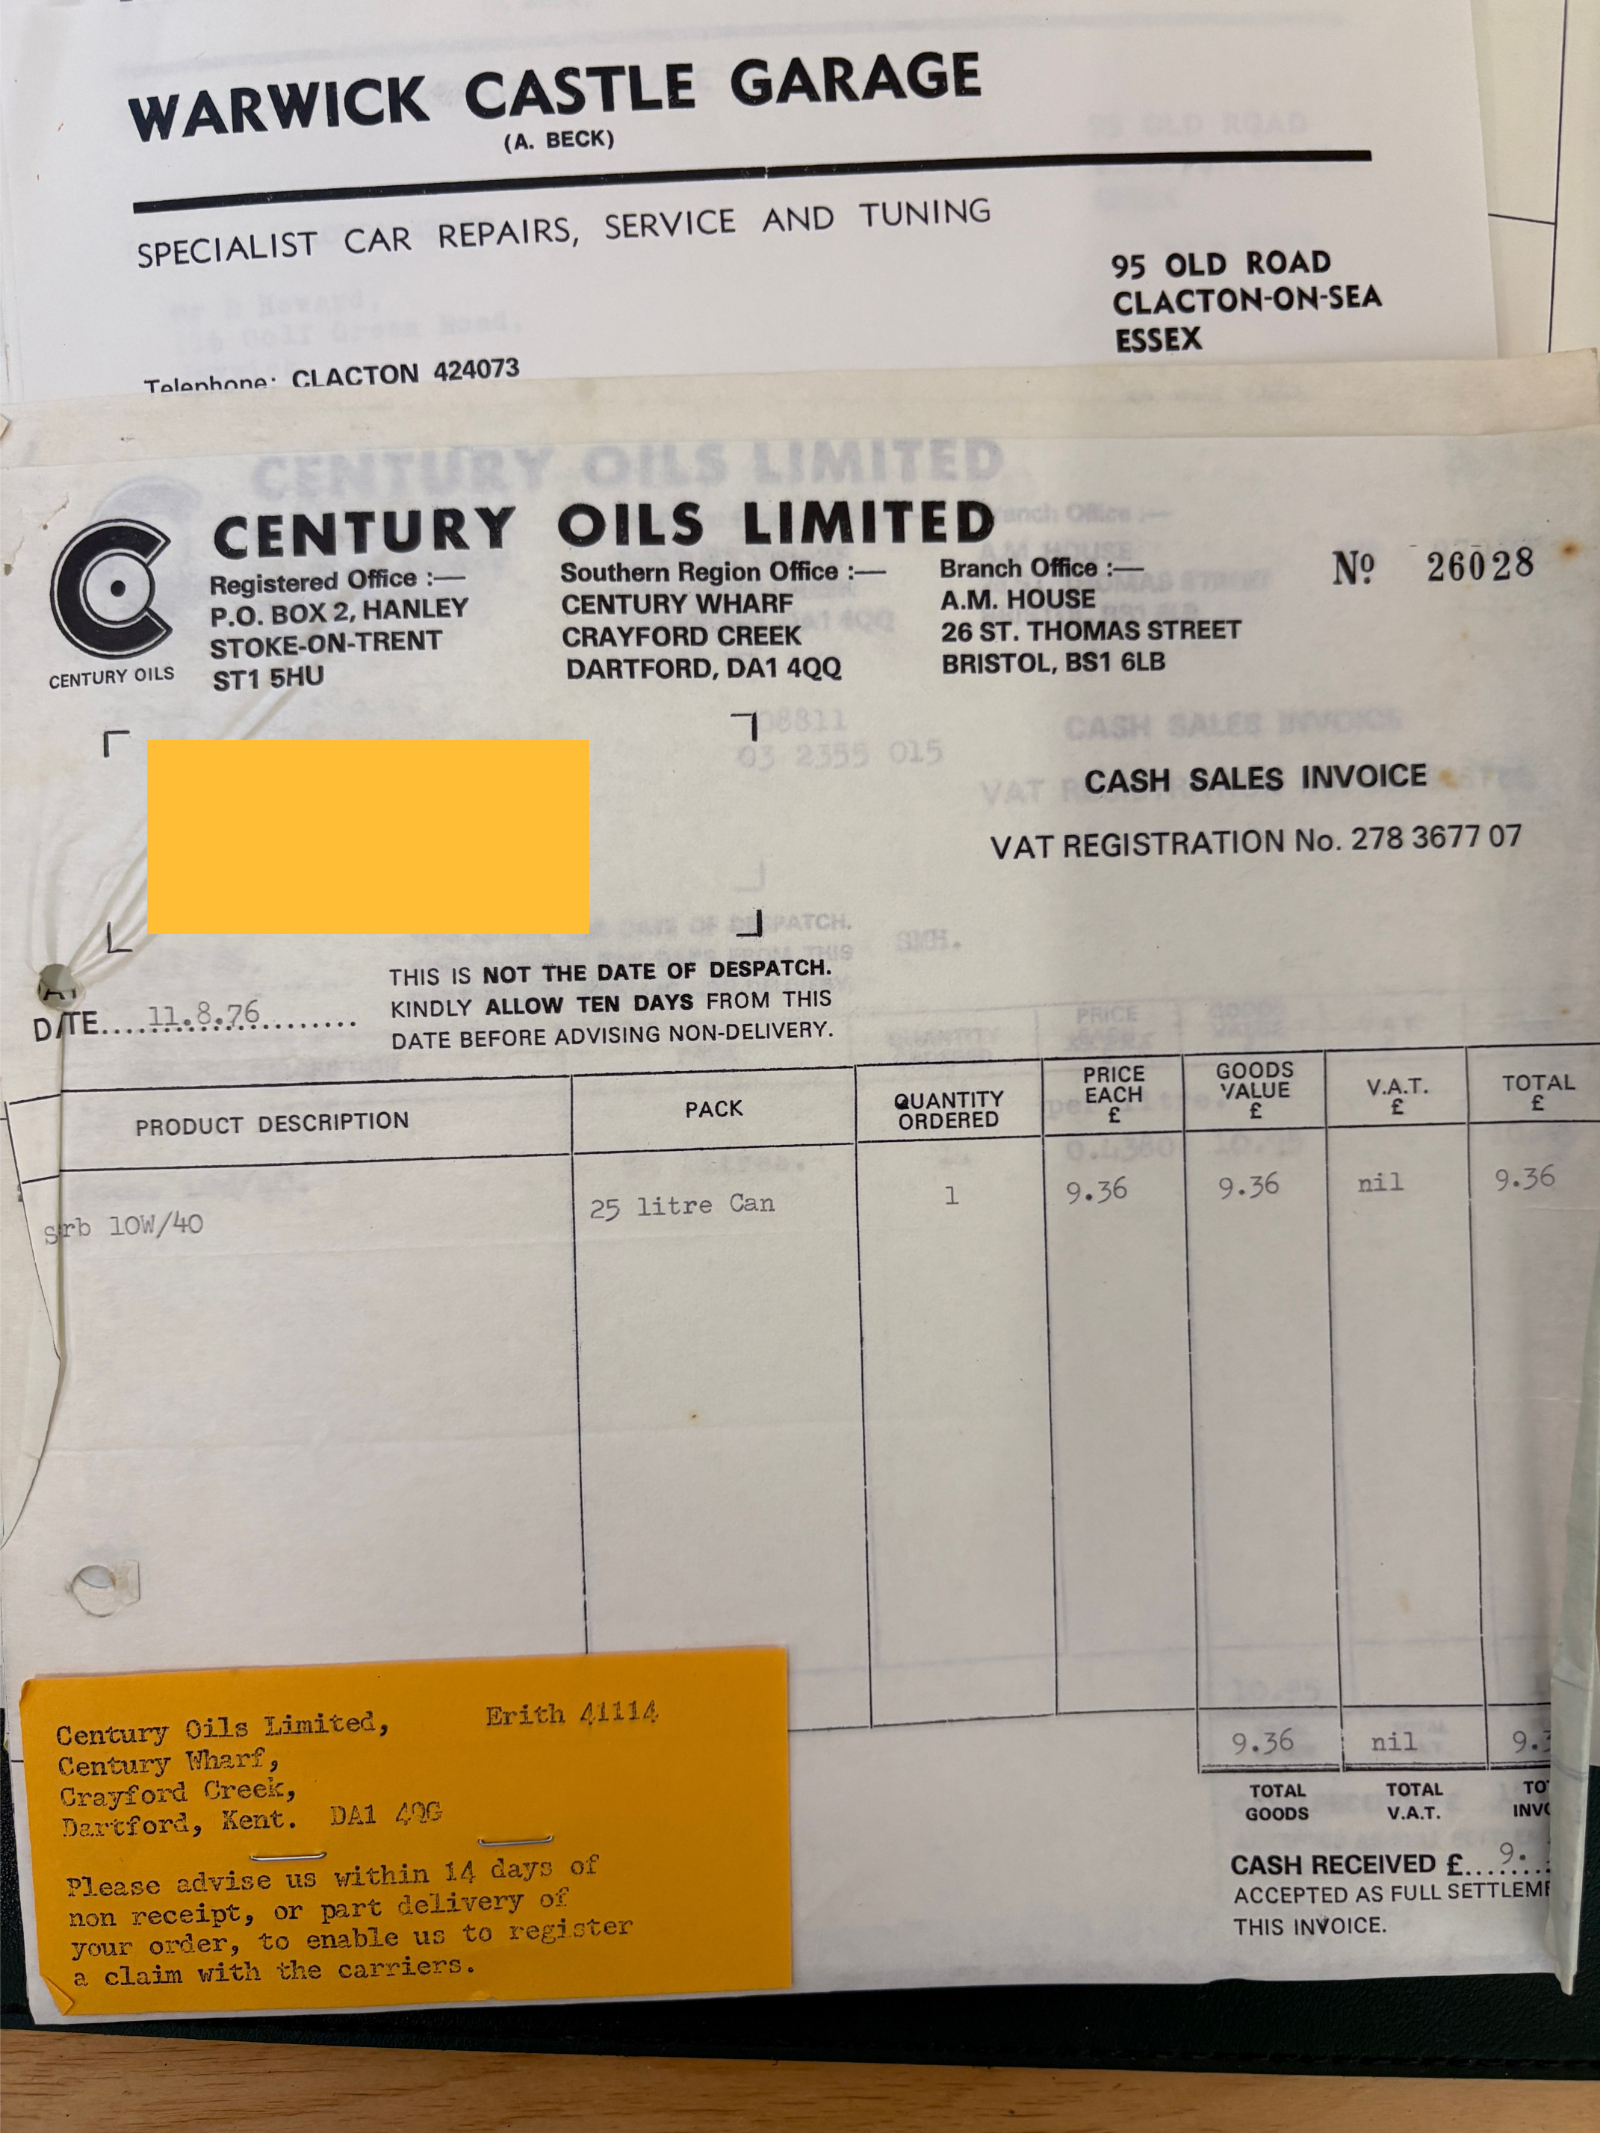 WARWICK CASTLE GARAGE
(A. BECK)
SPECIALIST CAR REPAIRS, SERVICE AND TUNING
95 OLD ROAD
CLACTON-ON-SEA
ESSEX
Telephone: CLACTON 424073
CENTURY OILS LIMITED
CENTURY OILS
Registered Office :—
P.O. BOX 2, HANLEY
STOKE-ON-TRENT
ST1 5HU
Southern Region Office :—
CENTURY WHARF
CRAYFORD CREEK
DARTFORD, DA1 4QQ
Branch Office :—
A.M. HOUSE
26 ST. THOMAS STREET
BRISTOL, BS1 6LB
No 26028
CASH SALES INVOICE
VAT REGISTRATION No. 278 3677 07
THIS IS NOT THE DATE OF DESPATCH.
KINDLY ALLOW TEN DAYS FROM THIS
DATE BEFORE ADVISING NON-DELIVERY.
DATE....11.8.76....................
PRODUCT DESCRIPTION PACK QUANTITY ORDERED PRICE EACH £ GOODS VALUE £ V.A.T. £ TOTAL £
srb 10W/40 25 litre Can 1 9.36 9.36 nil 9.36
9.36 nil 9.3
TOTAL GOODS TOTAL V.A.T. TO INVO
CASH RECEIVED £....9.
ACCEPTED AS FULL SETTLEM
THIS INVOICE.
Century Oils Limited, Erith 41114
Century Wharf,
Crayford Creek,
Dartford, Kent. DA1 4QG
Please advise us within 14 days of
non receipt, or part delivery of
your order, to enable us to register
a claim with the carriers.